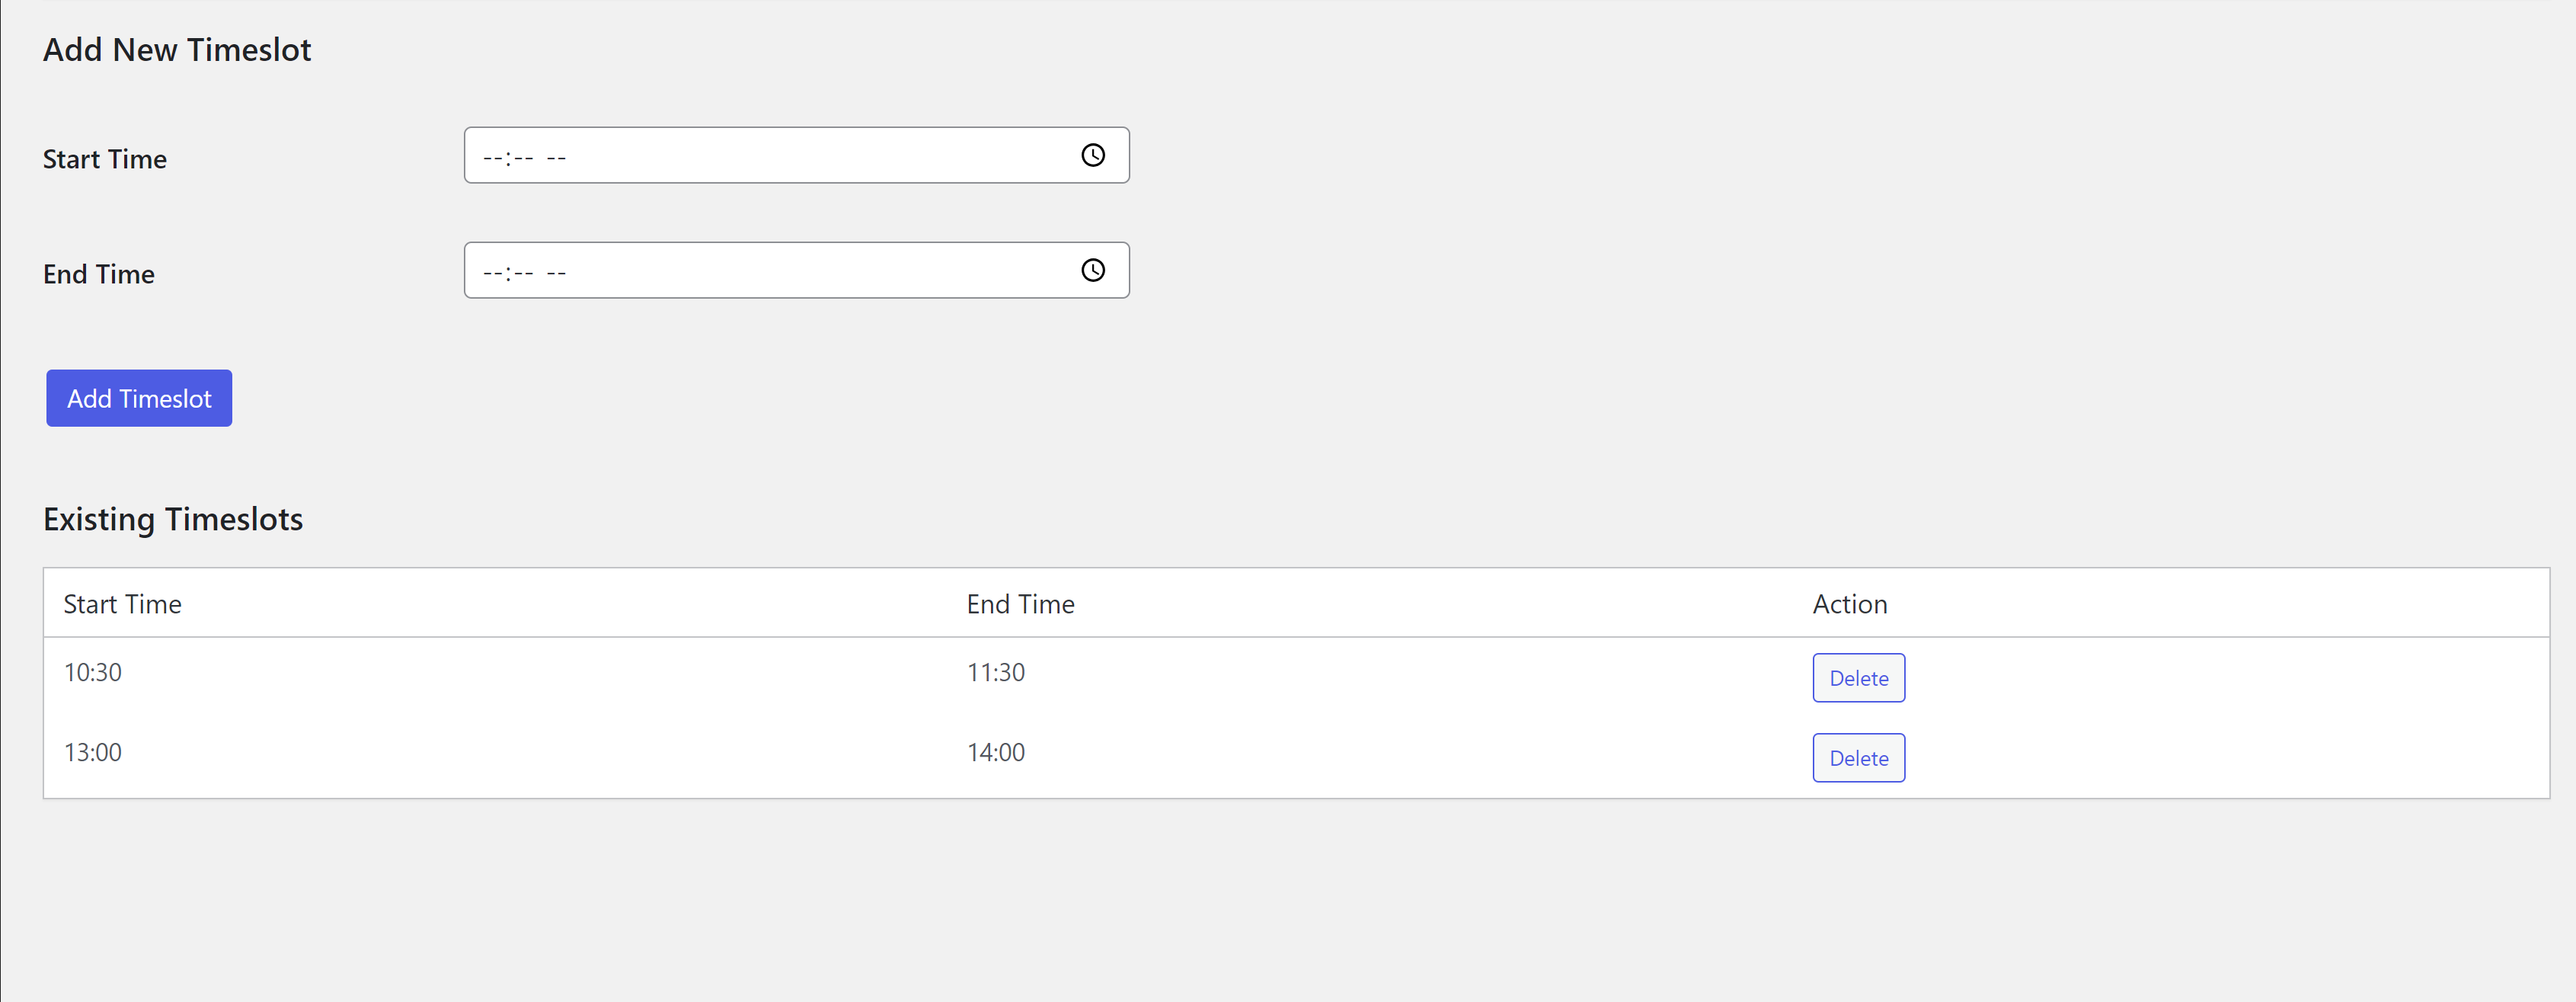 Add New Timeslot
Start Time
--:-- --
End Time
--:-- --
Add Timeslot
Existing Timeslots
Start Time End Time Action
10:30 11:30 Delete
13:00 14:00 Delete